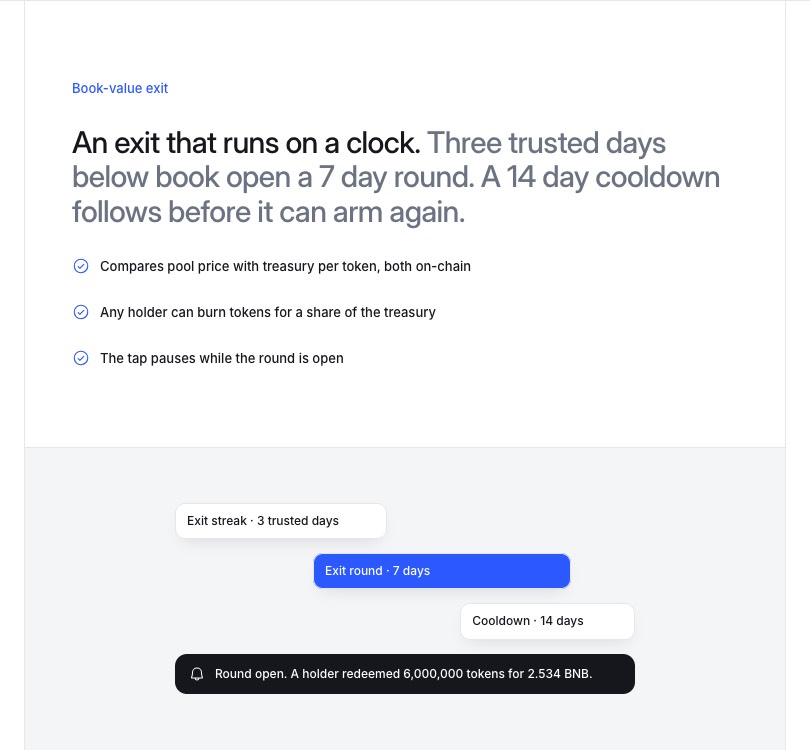 Book-value exit
An exit that runs on a clock. Three trusted days
below book open a 7 day round. A 14 day cooldown
follows before it can arm again.
Compares pool price with treasury per token, both on-chain
Any holder can burn tokens for a share of the treasury
The tap pauses while the round is open
Exit streak · 3 trusted days
Exit round · 7 days
Cooldown · 14 days
Round open. A holder redeemed 6,000,000 tokens for 2.534 BNB.